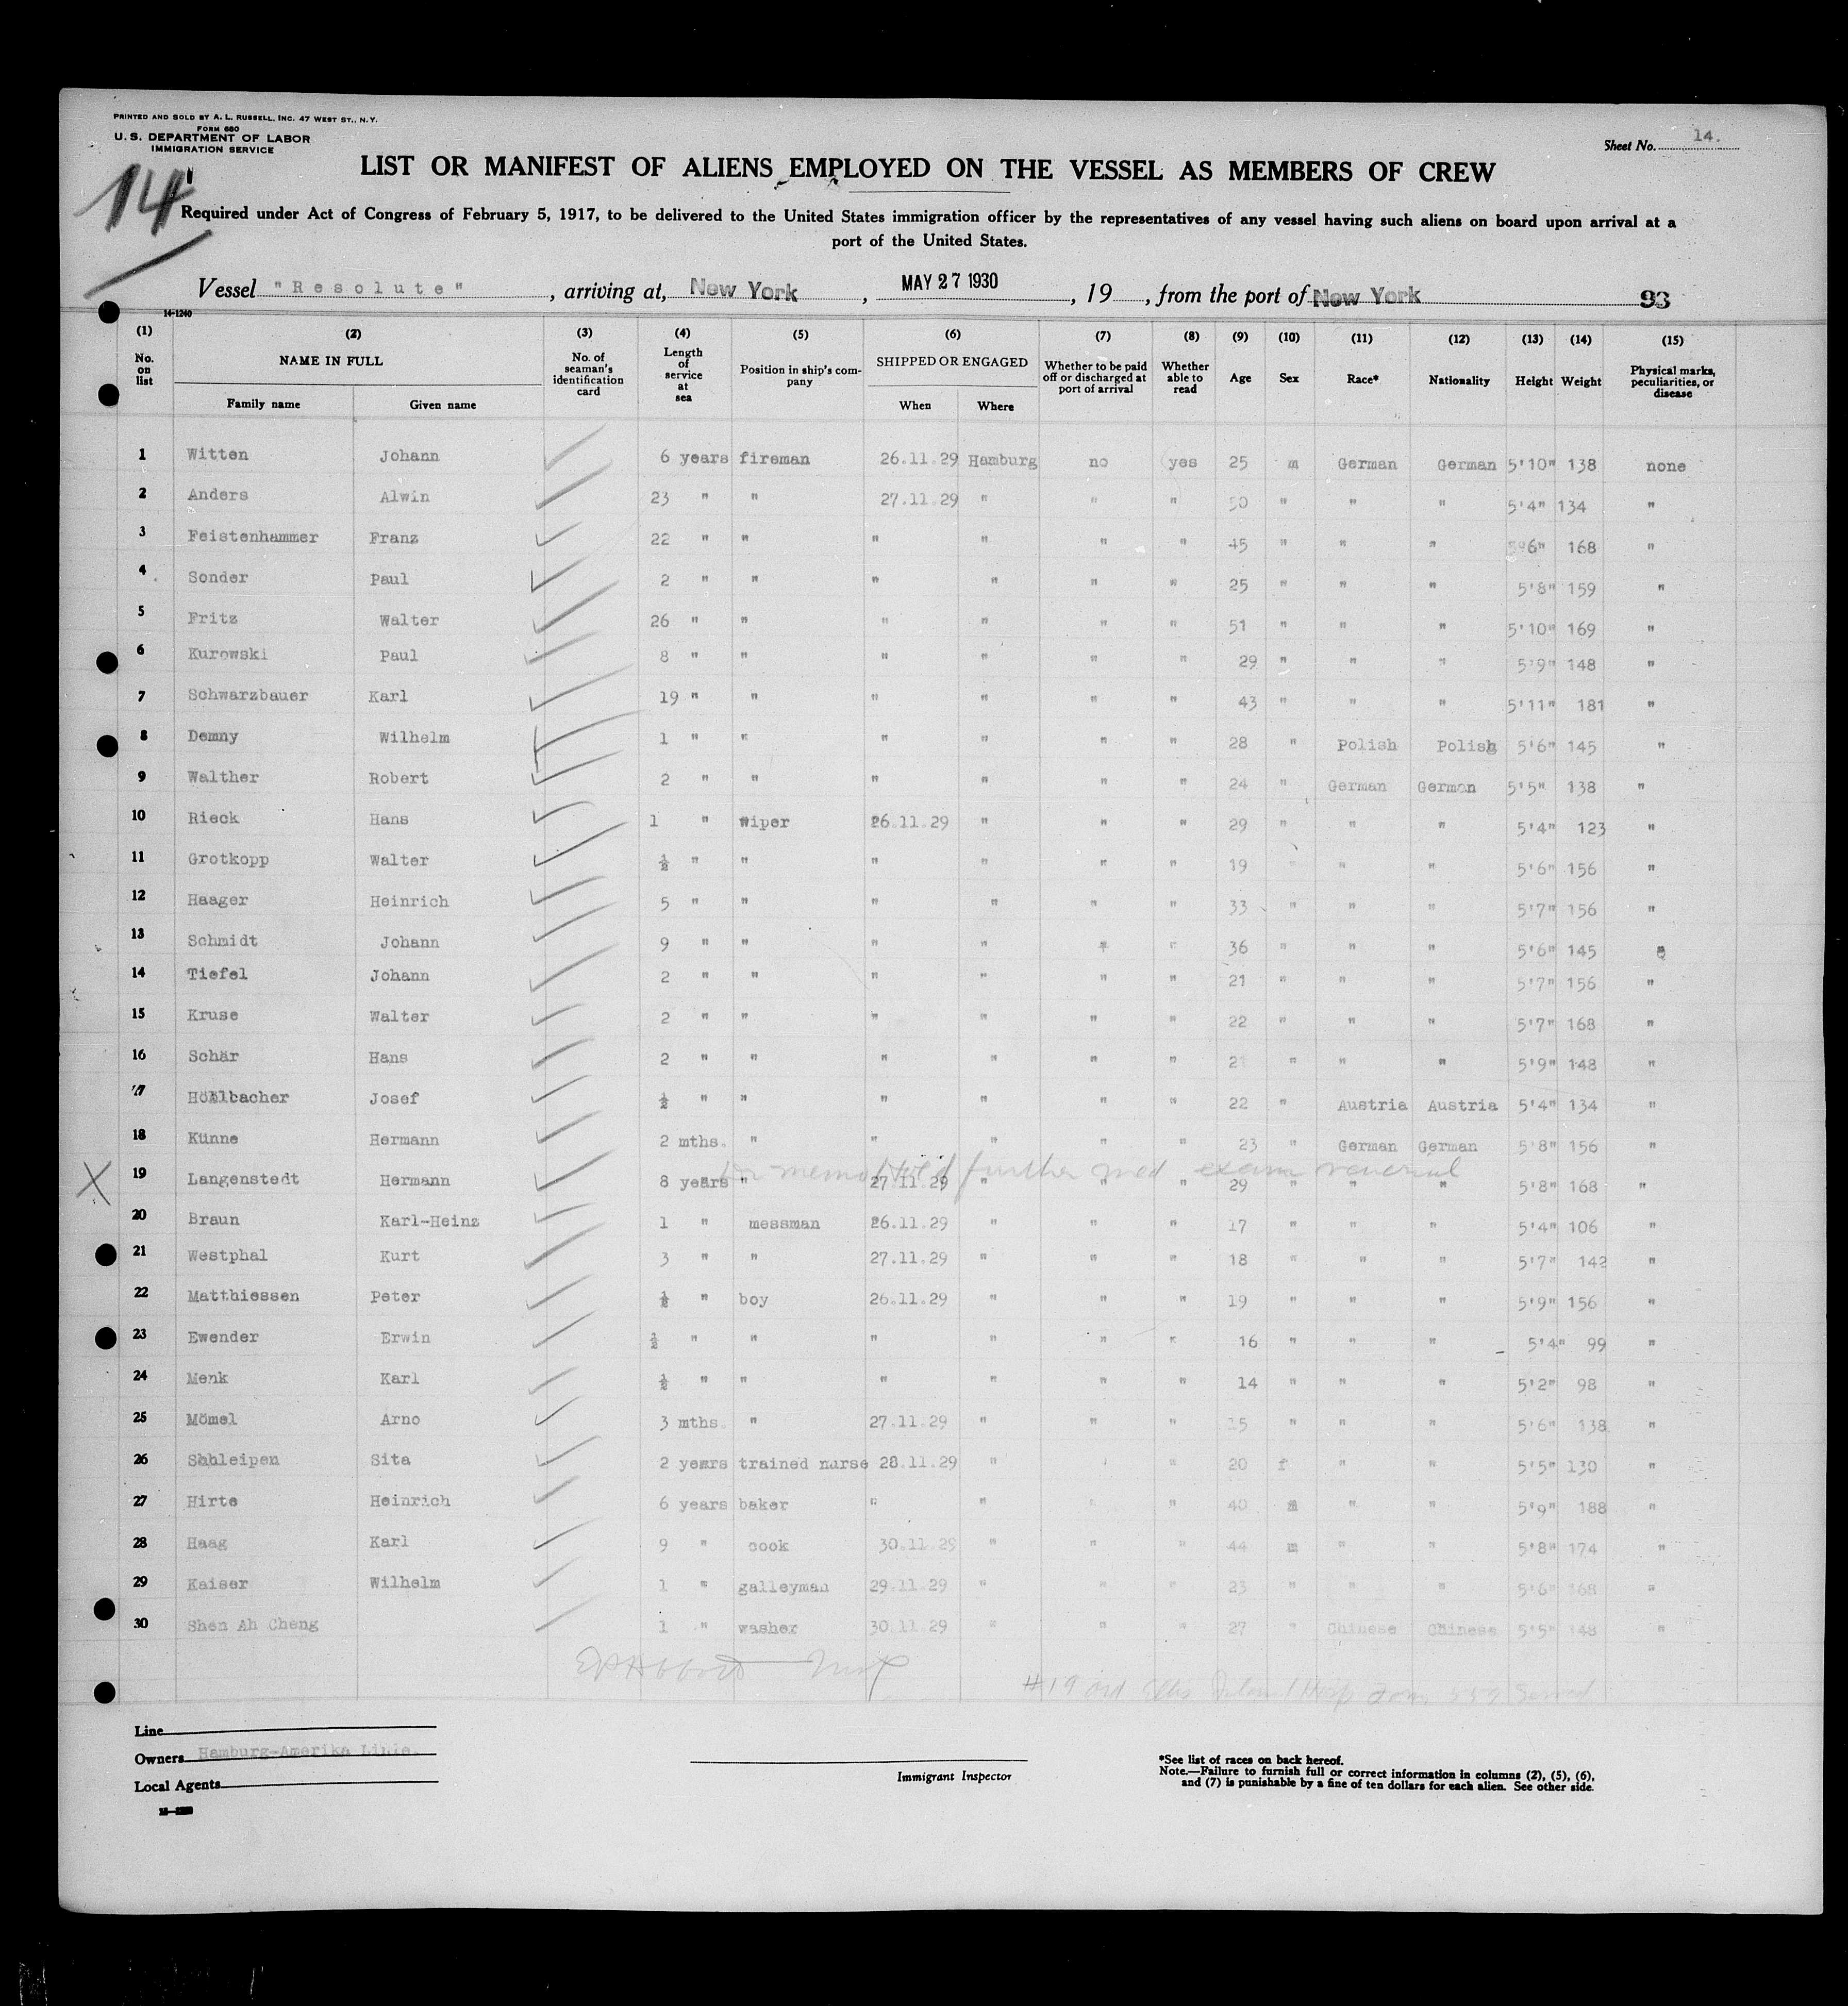 PRINTED AND SOLD BY A. L. RUSSELL, INC. 47 WEST ST., N.Y.
FORM 680
U. S. DEPARTMENT OF LABOR
IMMIGRATION SERVICE
Sheet No. 14.
14
LIST OR MANIFEST OF ALIENS EMPLOYED ON THE VESSEL AS MEMBERS OF CREW
Required under Act of Congress of February 5, 1917, to be delivered to the United States immigration officer by the representatives of any vessel having such aliens on board upon arrival at a
port of the United States.
Vessel "Resolute", arriving at, New York, MAY 27 1930, 19, from the port of New York 93
14-1240
(1) (2) (3) (4) (5) (6) (7) (8) (9) (10) (11) (12) (13) (14) (15)
No. on list NAME IN FULL Family name Given name No. of seaman's identification card Length of service at sea Position in ship's company SHIPPED OR ENGAGED When Where Whether to be paid off or discharged at port of arrival Whether able to read Age Sex Race* Nationality Height Weight Physical marks, peculiarities, or disease
1 Witten Johann 6 years fireman 26.11.29 Hamburg no yes 25 m German German 5'10" 138 none
2 Anders Alwin 23 " " 27.11.29 " " " 50 " " " 5'4" 134 "
3 Feistenhammer Franz 22 " " " " " " 45 " " " 5'6" 168 "
4 Sonder Paul 2 " " " " " " 25 " " " 5'8" 159 "
5 Fritz Walter 26 " " " " " " 51 " " " 5'10" 169 "
6 Kurowski Paul 8 " " " " " " 29 " " " 5'9" 148 "
7 Schwarzbauer Karl 19 " " " " " " 43 " " " 5'11" 181 "
8 Demny Wilhelm 1 " " " " " " 28 " Polish Polish 5'6" 145 "
9 Walther Robert 2 " " " " " " 24 " German German 5'5" 138 "
10 Rieck Hans 1 " wiper 26.11.29 " " " 29 " " " 5'4" 123 "
11 Grotkopp Walter ½ " " " " " " 19 " " " 5'6" 156 "
12 Haager Heinrich 5 " " " " " " 33 " " " 5'7" 156 "
13 Schmidt Johann 9 " " " " " " 36 " " " 5'6" 145 "
14 Tiefel Johann 2 " " " " " " 21 " " " 5'7" 156 "
15 Kruse Walter 2 " " " " " " 22 " " " 5'7" 168 "
16 Schär Hans 2 " " " " " " 21 " " " 5'9" 148 "
17 Höhlbacher Josef ½ " " " " " " 22 " Austria Austria 5'4" 134 "
18 Künne Hermann 2 mths. " " " " " 23 " German German 5'8" 156 "
further med exam venerial
19 Langenstedt Hermann 8 years " 27.11.29 " " " 29 " " " 5'8" 168 "
20 Braun Karl-Heinz 1 " messman 26.11.29 " " " 17 " " " 5'4" 106 "
21 Westphal Kurt 3 " " 27.11.29 " " " 18 " " " 5'7" 142 "
22 Matthiessen Peter ½ " boy 26.11.29 " " " 19 " " " 5'9" 156 "
23 Ewender Erwin ½ " " " " " " 16 " " " 5'4" 99 "
24 Menk Karl ½ " " " " " " 14 " " " 5'2" 98 "
25 Mömel Arno 3 mths. " 27.11.29 " " " 15 " " " 5'6" 138 "
26 Shhleipen Sita 2 years trained nurse 28.11.29 " " " 20 f " " 5'5" 130 "
27 Hirte Heinrich 6 years baker " " " " 40 m " " 5'9" 188 "
28 Haag Karl 9 " cook 30.11.29 " " " 44 m " " 5'8" 174 "
29 Kaiser Wilhelm 1 " galleyman 29.11.29 " " " 23 " " " 5'6" 168 "
30 Shen Ah Cheng 1 " washer 30.11.29 " " " 27 " Chinese Chinese 5'5" 148 "
#19 Ellis Island Hosp
Line
Owners Hamburg-Amerika Linie.
Local Agents
Immigrant Inspector
*See list of races on back hereof.
Note.—Failure to furnish full or correct information in columns (2), (5), (6),
and (7) is punishable by a fine of ten dollars for each alien. See other side.